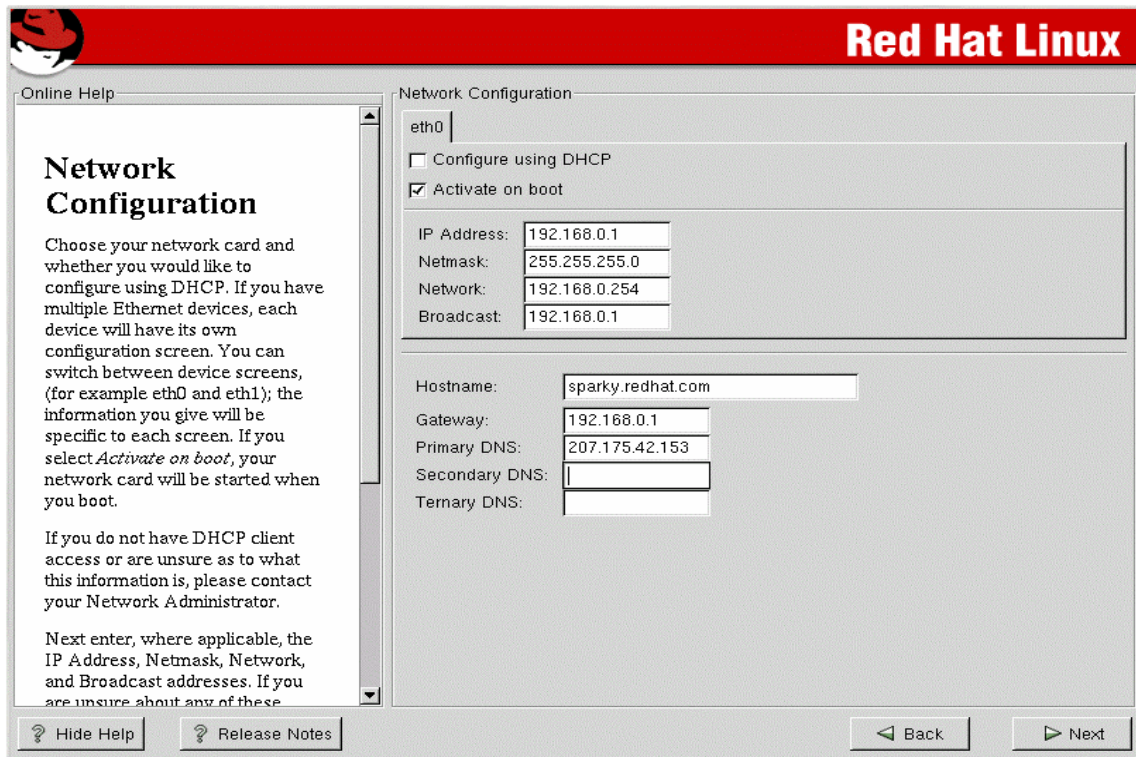 Red Hat Linux
Online Help
Network
Configuration
Choose your network card and
whether you would like to
configure using DHCP. If you have
multiple Ethernet devices, each
device will have its own
configuration screen. You can
switch between device screens,
(for example eth0 and eth1); the
information you give will be
specific to each screen. If you
select Activate on boot, your
network card will be started when
you boot.
If you do not have DHCP client
access or are unsure as to what
this information is, please contact
your Network Administrator.
Next enter, where applicable, the
IP Address, Netmask, Network,
and Broadcast addresses. If you
are unsure about any of these
Network Configuration
eth0
Configure using DHCP
Activate on boot
IP Address: 192.168.0.1
Netmask: 255.255.255.0
Network: 192.168.0.254
Broadcast: 192.168.0.1
Hostname: sparky.redhat.com
Gateway: 192.168.0.1
Primary DNS: 207.175.42.153
Secondary DNS:
Ternary DNS:
Hide Help
Release Notes
Back
Next